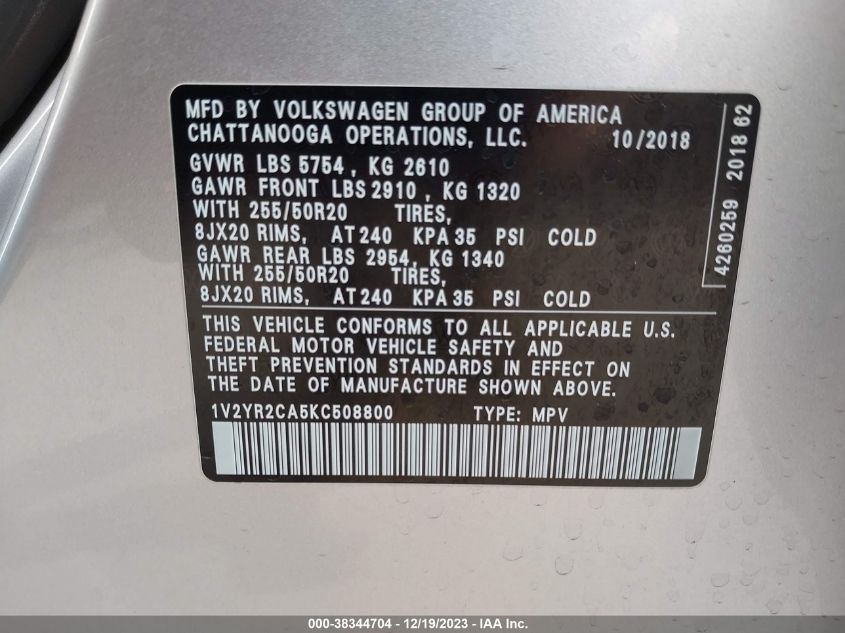 MFD BY VOLKSWAGEN GROUP OF AMERICA
CHATTANOOGA OPERATIONS, LLC. 10/2018
GVWR LBS 5754, KG 2610
GAWR FRONT LBS 2910, KG 1320
WITH 255/50R20 TIRES,
8JX20 RIMS, AT 240 KPA 35 PSI COLD
GAWR REAR LBS 2954, KG 1340
WITH 255/50R20 TIRES,
8JX20 RIMS, AT 240 KPA 35 PSI COLD
4260259 2018 62
THIS VEHICLE CONFORMS TO ALL APPLICABLE U.S.
FEDERAL MOTOR VEHICLE SAFETY AND
THEFT PREVENTION STANDARDS IN EFFECT ON
THE DATE OF MANUFACTURE SHOWN ABOVE.
1V2YR2CA5KC508800 TYPE: MPV
000-38344704 - 12/19/2023 - IAA Inc.